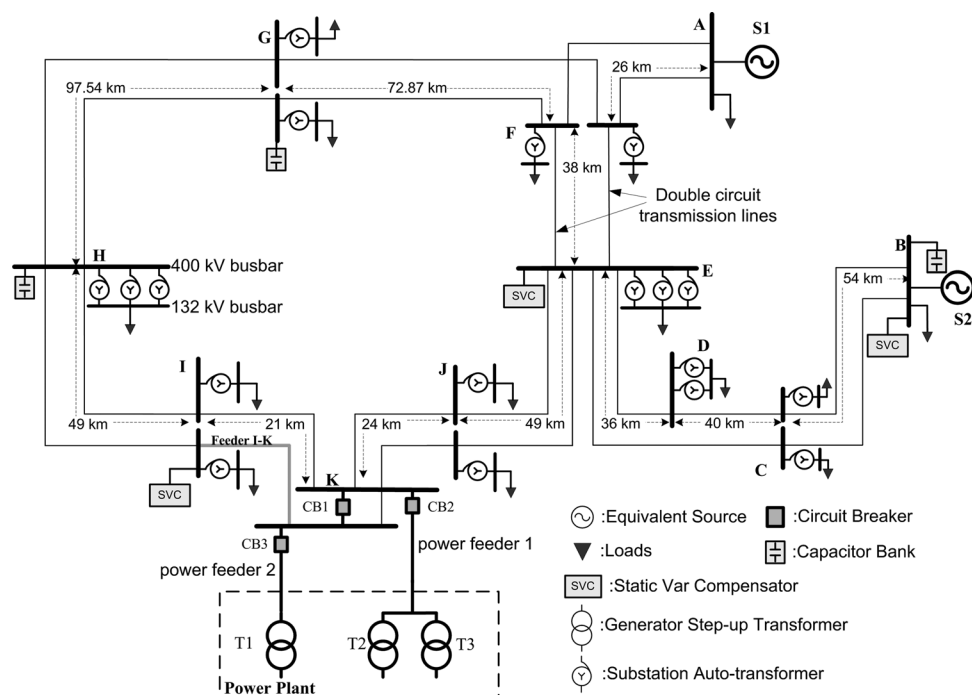 G
A
S1
26 km
97.54 km
72.87 km
F
38 km
Double circuit
transmission lines
H
400 kV busbar
132 kV busbar
E
SVC
B
54 km
S2
SVC
I
J
D
49 km
21 km
24 km
49 km
36 km
40 km
C
Feeder I-K
SVC
K
CB1
CB2
CB3
power feeder 1
power feeder 2
T1
T2
T3
Power Plant
:Equivalent Source
:Circuit Breaker
:Loads
:Capacitor Bank
SVC :Static Var Compensator
:Generator Step-up Transformer
:Substation Auto-transformer